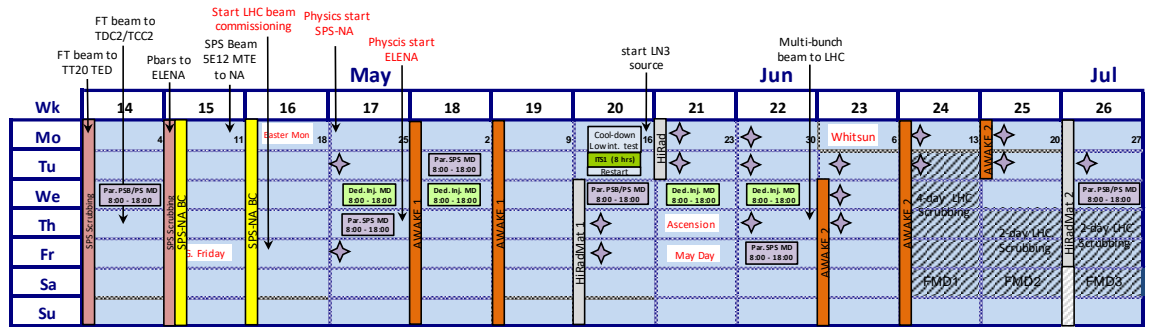 Start LHC beam
commissioning
Physics start
SPS-NA
FT beam to
TDC2/TCC2
SPS Beam
5E12 MTE
to NA
Physcis start
ELENA
start LN3
source
Multi-bunch
beam to LHC
FT beam to
TT20 TED
Pbars to
ELENA
May
Jun
Jul
Wk 14 15 16 17 18 19 20 21 22 23 24 25 26
Mo 4 11 Easter Mon 18 25 2 9 16 23 30 Whitsun 6 13 20 27
Cool-down
Low int. test
ITS1 (8 hrs)
Restart
Tu
Par. SPS MD
8:00 - 18:00
We
Par. PSB/PS MD
8:00 - 18:00
Ded. Inj. MD
8:00 - 18:00
Ded. Inj. MD
8:00 - 18:00
Par. PSB/PS MD
8:00 - 18:00
Ded. Inj. MD
8:00 - 18:00
Ded. Inj. MD
8:00 - 18:00
Par. PSB/PS MD
8:00 - 18:00
Th
Par. SPS MD
8:00 - 18:00
Ascension
4-day LHC
Scrubbing
2-day LHC
Scrubbing
2-day LHC
Scrubbing
Fr
G. Friday
May Day
Par. SPS MD
8:00 - 18:00
Sa
FMD1
FMD2
FMD3
Su
SPS Scrubbing
SPS Scrubbing
SPS-NA BC
SPS-NA BC
AWAKE 1
AWAKE 1
HiRadMat 1
HiRad
AWAKE 2
AWAKE 2
AWAKE 2
HiRadMat 2